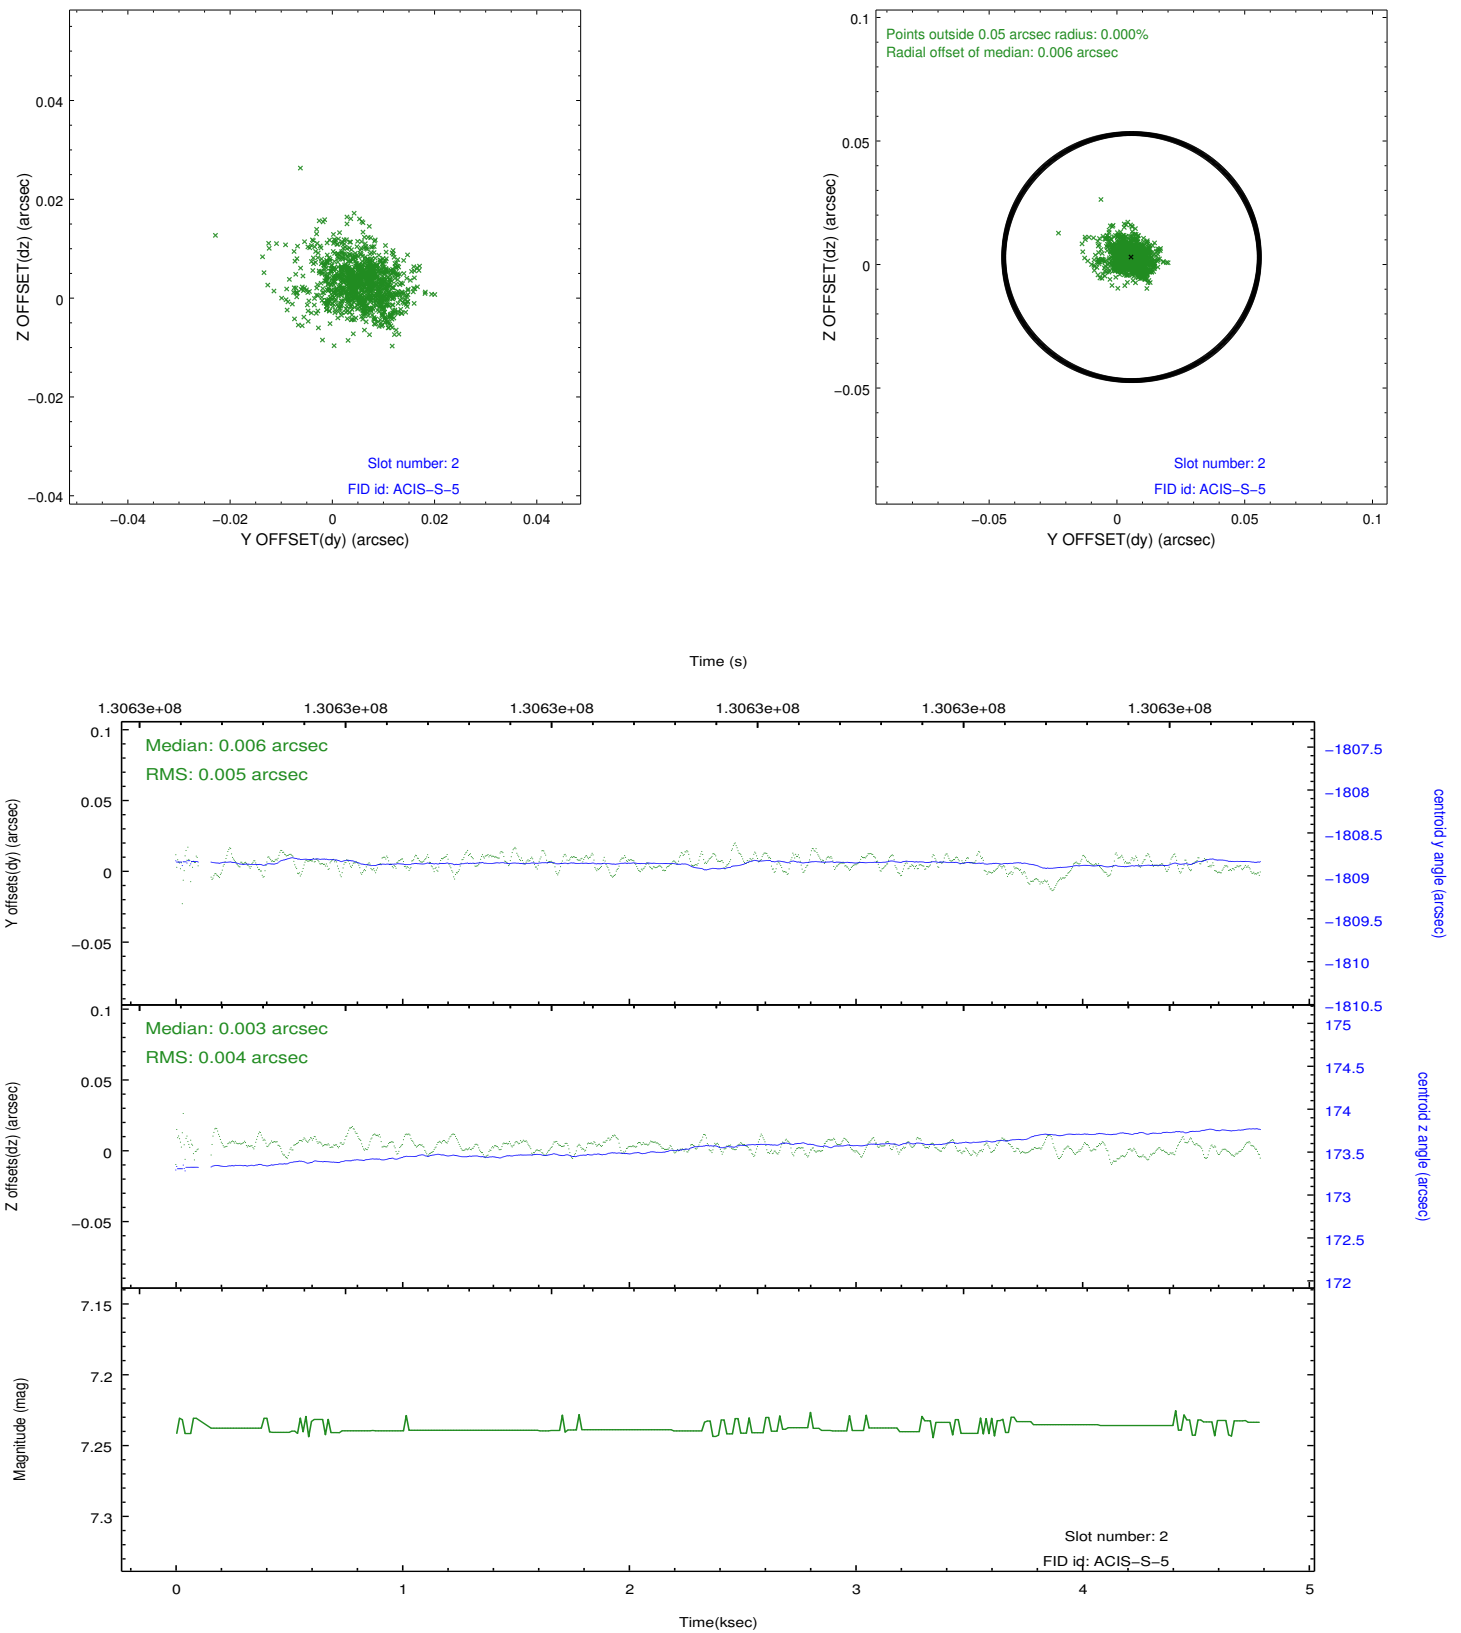 0.04
0.02
0
−0.02
−0.04
Z OFFSET(dz) (arcsec)
Slot number: 2
FID id: ACIS−S−5
−0.04 −0.02 0 0.02 0.04
Y OFFSET(dy) (arcsec)
0.1
0.05
0
−0.05
Z OFFSET(dz) (arcsec)
Points outside 0.05 arcsec radius: 0.000%
Radial offset of median: 0.006 arcsec
Slot number: 2
FID id: ACIS−S−5
−0.05 0 0.05 0.1
Y OFFSET(dy) (arcsec)
Time (s)
1.3063e+08 1.3063e+08 1.3063e+08 1.3063e+08 1.3063e+08 1.3063e+08
0.1
0.05
0
−0.05
Y offsets(dy) (arcsec)
Median: 0.006 arcsec
RMS: 0.005 arcsec
−1807.5
−1808
−1808.5
−1809
−1809.5
−1810
−1810.5
centroid y angle (arcsec)
0.1
0.05
0
−0.05
Z offsets(dz) (arcsec)
Median: 0.003 arcsec
RMS: 0.004 arcsec
175
174.5
174
173.5
173
172.5
172
centroid z angle (arcsec)
7.15
7.2
7.25
7.3
Magnitude (mag)
Slot number: 2
FID id: ACIS−S−5
0 1 2 3 4 5
Time(ksec)